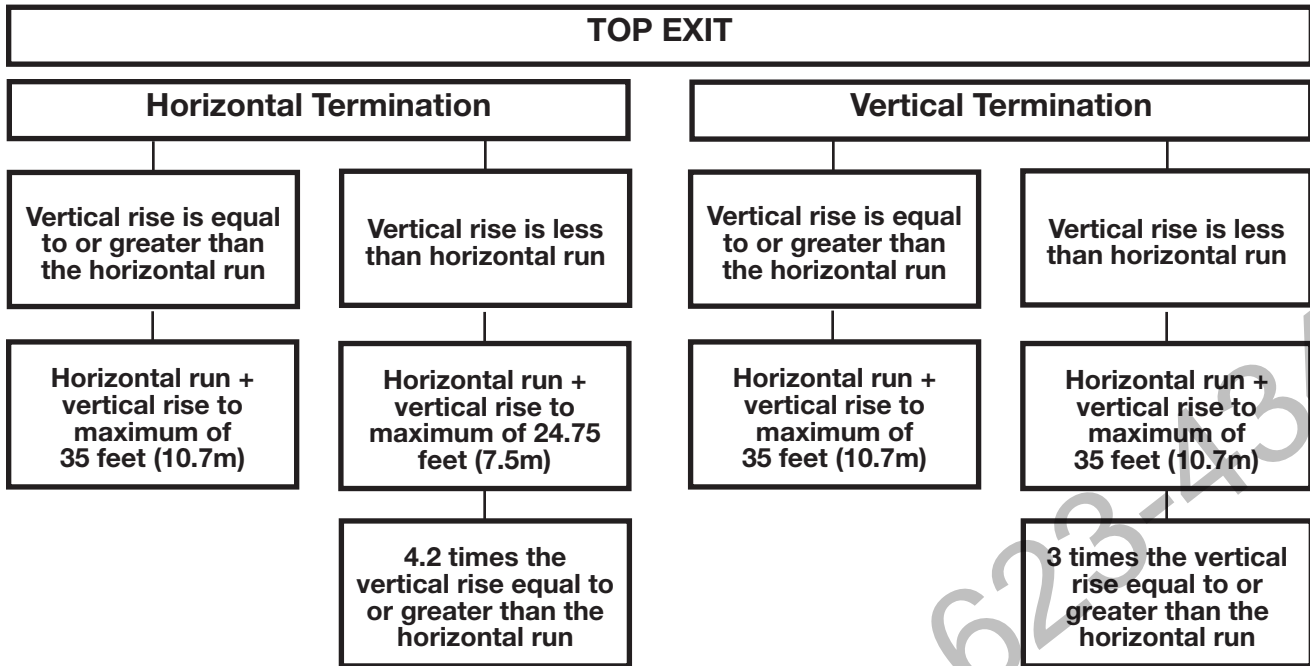 TOP EXIT
Horizontal Termination
Vertical Termination
Vertical rise is equal
to or greater than
the horizontal run
Vertical rise is less
than horizontal run
Vertical rise is equal
to or greater than
the horizontal run
Vertical rise is less
than horizontal run
Horizontal run +
vertical rise to
maximum of
35 feet (10.7m)
Horizontal run +
vertical rise to
maximum of 24.75
feet (7.5m)
Horizontal run +
vertical rise to
maximum of
35 feet (10.7m)
Horizontal run +
vertical rise to
maximum of
35 feet (10.7m)
4.2 times the
vertical rise equal to
or greater than the
horizontal run
3 times the vertical
rise equal to or
greater than the
horizontal run
623-43